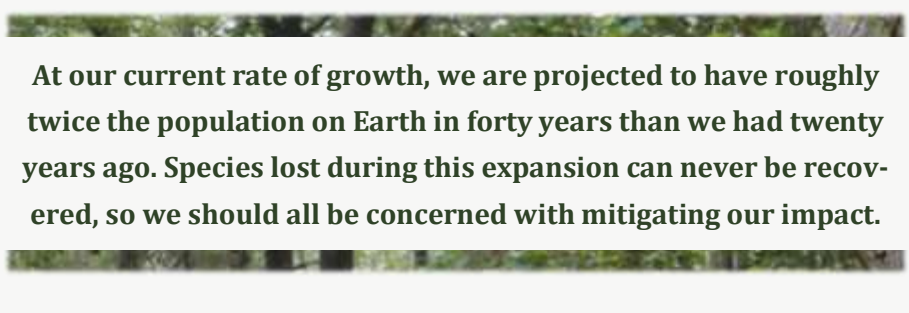 At our current rate of growth, we are projected to have roughly
twice the population on Earth in forty years than we had twenty
years ago. Species lost during this expansion can never be recov-
ered, so we should all be concerned with mitigating our impact.